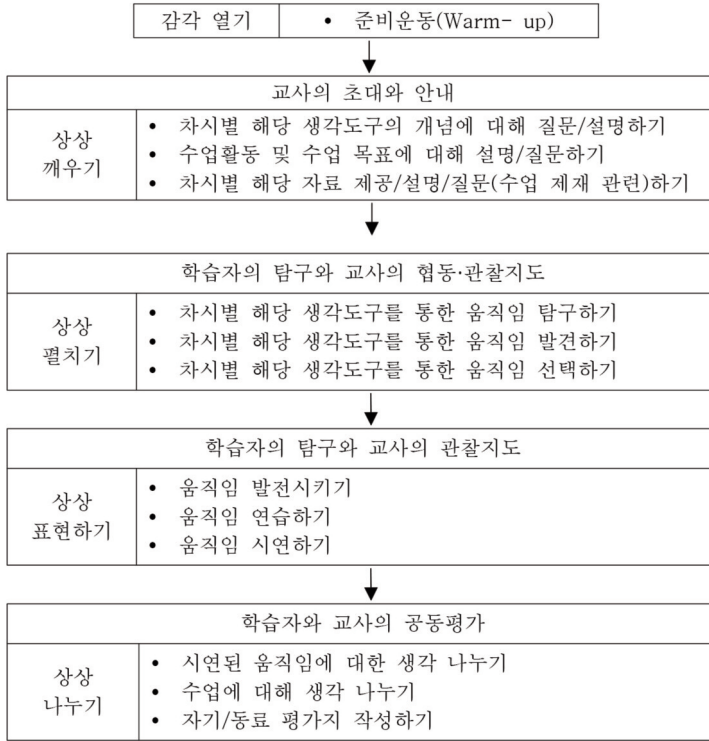 감각 열기 • 준비운동(Warm- up)
교사의 초대와 안내
상상
깨우기
• 차시별 해당 생각도구의 개념에 대해 질문/설명하기
• 수업활동 및 수업 목표에 대해 설명/질문하기
• 차시별 해당 자료 제공/설명/질문(수업 제재 관련)하기
학습자의 탐구와 교사의 협동·관찰지도
상상
펼치기
• 차시별 해당 생각도구를 통한 움직임 탐구하기
• 차시별 해당 생각도구를 통한 움직임 발견하기
• 차시별 해당 생각도구를 통한 움직임 선택하기
학습자의 탐구와 교사의 관찰지도
상상
표현하기
• 움직임 발전시키기
• 움직임 연습하기
• 움직임 시연하기
학습자와 교사의 공동평가
상상
나누기
• 시연된 움직임에 대한 생각 나누기
• 수업에 대해 생각 나누기
• 자기/동료 평가지 작성하기